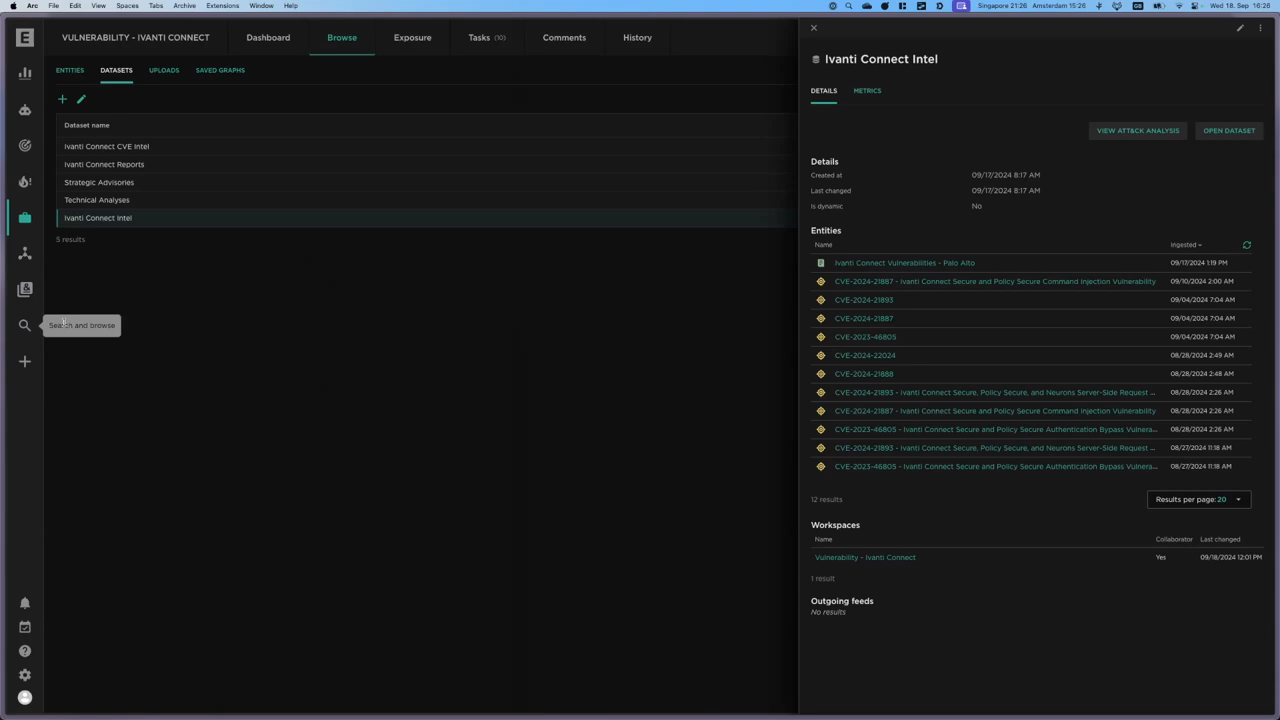 Arc File Edit View Spaces Tabs Archive Extensions Window Help
Singapore 21:26 Amsterdam 15:26 Wed 18. Sep 16:26
VULNERABILITY - IVANTI CONNECT Dashboard Browse Exposure Tasks (10) Comments History
ENTITIES DATASETS UPLOADS SAVED GRAPHS
Dataset name
Ivanti Connect CVE Intel
Ivanti Connect Reports
Strategic Advisories
Technical Analyses
Ivanti Connect Intel
5 results
Search and browse
Ivanti Connect Intel
DETAILS METRICS
VIEW ATT&CK ANALYSIS OPEN DATASET
Details
Created at 09/17/2024 8:17 AM
Last changed 09/17/2024 8:17 AM
Is dynamic No
Entities
Name Ingested
Ivanti Connect Vulnerabilities - Palo Alto 09/17/2024 1:19 PM
CVE-2024-21887 - Ivanti Connect Secure and Policy Secure Command Injection Vulnerability 09/10/2024 2:00 AM
CVE-2024-21893 09/04/2024 7:04 AM
CVE-2024-21887 09/04/2024 7:04 AM
CVE-2023-46805 09/04/2024 7:04 AM
CVE-2024-22024 08/28/2024 2:49 AM
CVE-2024-21888 08/28/2024 2:48 AM
CVE-2024-21893 - Ivanti Connect Secure, Policy Secure, and Neurons Server-Side Request ... 08/28/2024 2:26 AM
CVE-2024-21887 - Ivanti Connect Secure and Policy Secure Command Injection Vulnerability 08/28/2024 2:26 AM
CVE-2023-46805 - Ivanti Connect Secure and Policy Secure Authentication Bypass Vulnera... 08/28/2024 2:26 AM
CVE-2024-21893 - Ivanti Connect Secure, Policy Secure, and Neurons Server-Side Request ... 08/27/2024 11:18 AM
CVE-2023-46805 - Ivanti Connect Secure and Policy Secure Authentication Bypass Vulnera... 08/27/2024 11:18 AM
12 results Results per page: 20
Workspaces
Name Collaborator Last changed
Vulnerability - Ivanti Connect Yes 09/18/2024 12:01 PM
1 result
Outgoing feeds
No results